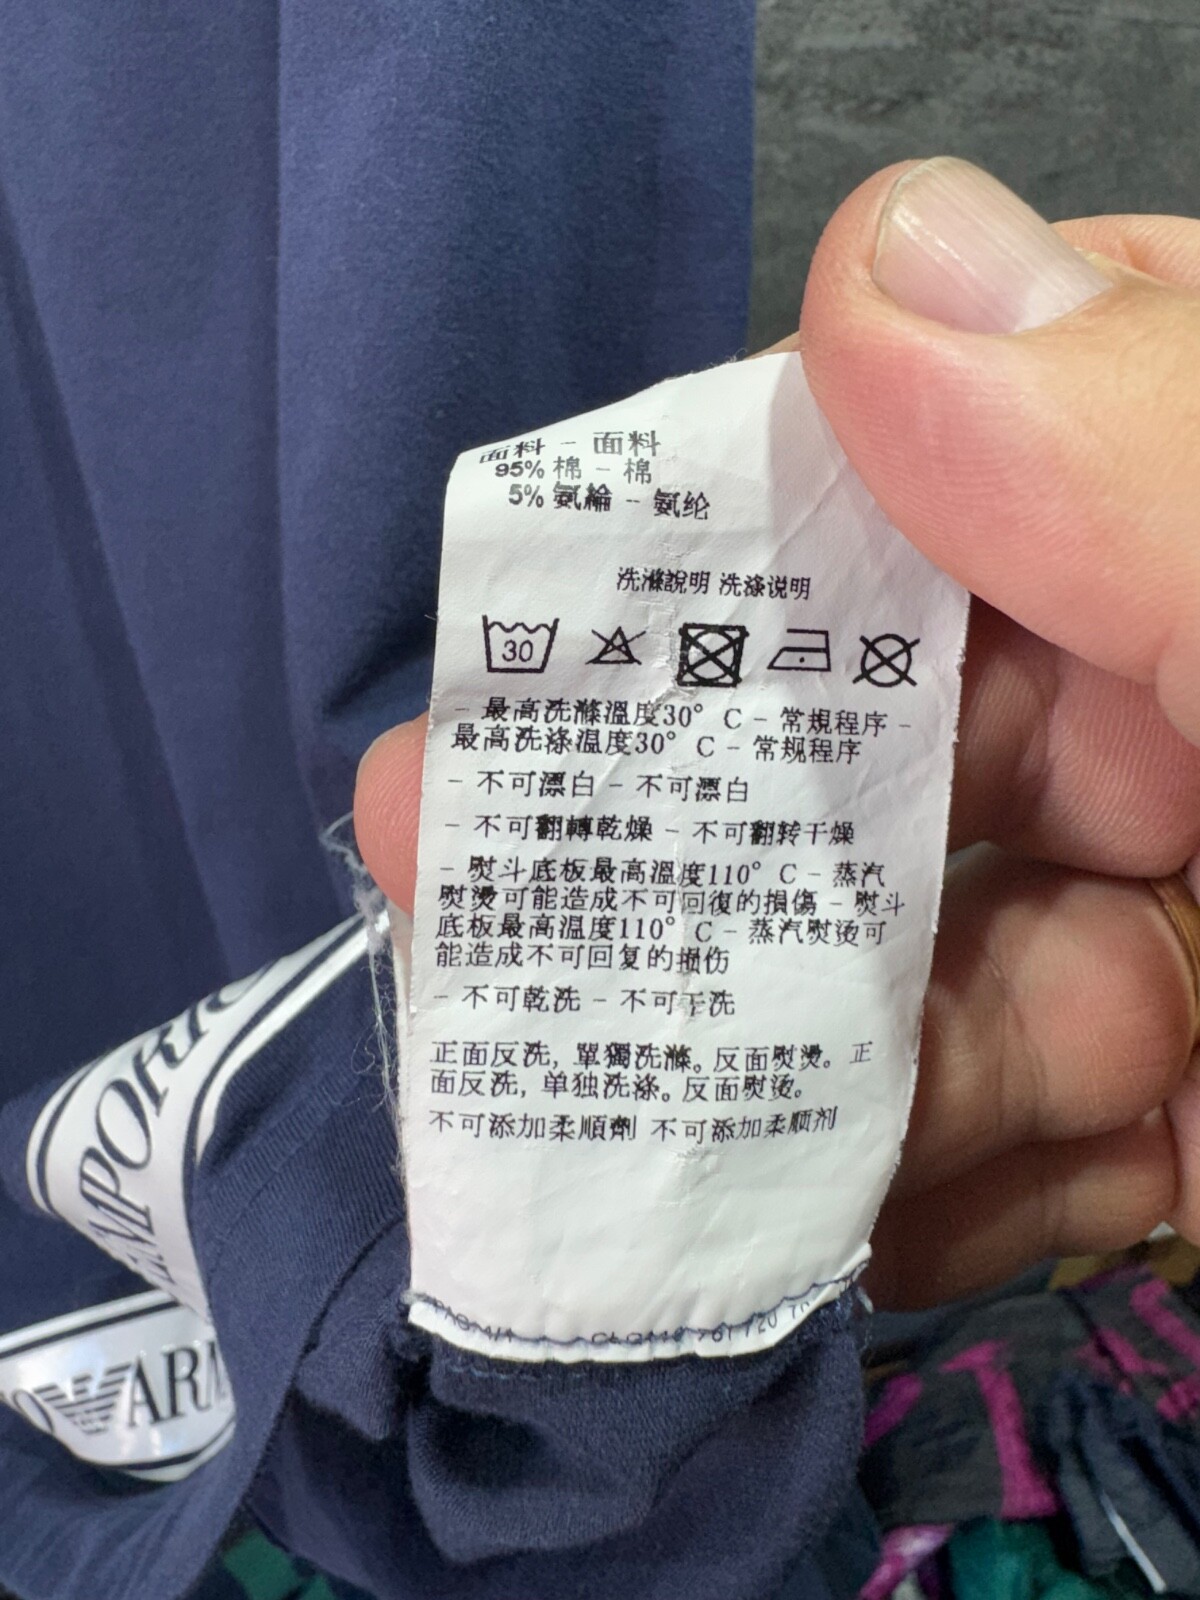 面料 - 面料
95% 棉 - 棉
5% 氨綸 - 氨纶
洗滌說明 洗涤说明
30
- 最高洗滌溫度30° C - 常規程序 -
最高洗涤温度30° C - 常规程序
- 不可漂白 - 不可漂白
- 不可翻轉乾燥 - 不可翻转干燥
- 熨斗底板最高溫度110° C - 蒸汽
熨燙可能造成不可回復的損傷 - 熨斗
底板最高温度110° C - 蒸汽熨烫可
能造成不可回复的损伤
- 不可乾洗 - 不可干洗
正面反洗, 單獨洗滌。反面熨燙。正
面反洗, 单独洗涤。反面熨烫。
不可添加柔順劑 不可添加柔顺剂
PAG 4/4
EMPORIO
ARM